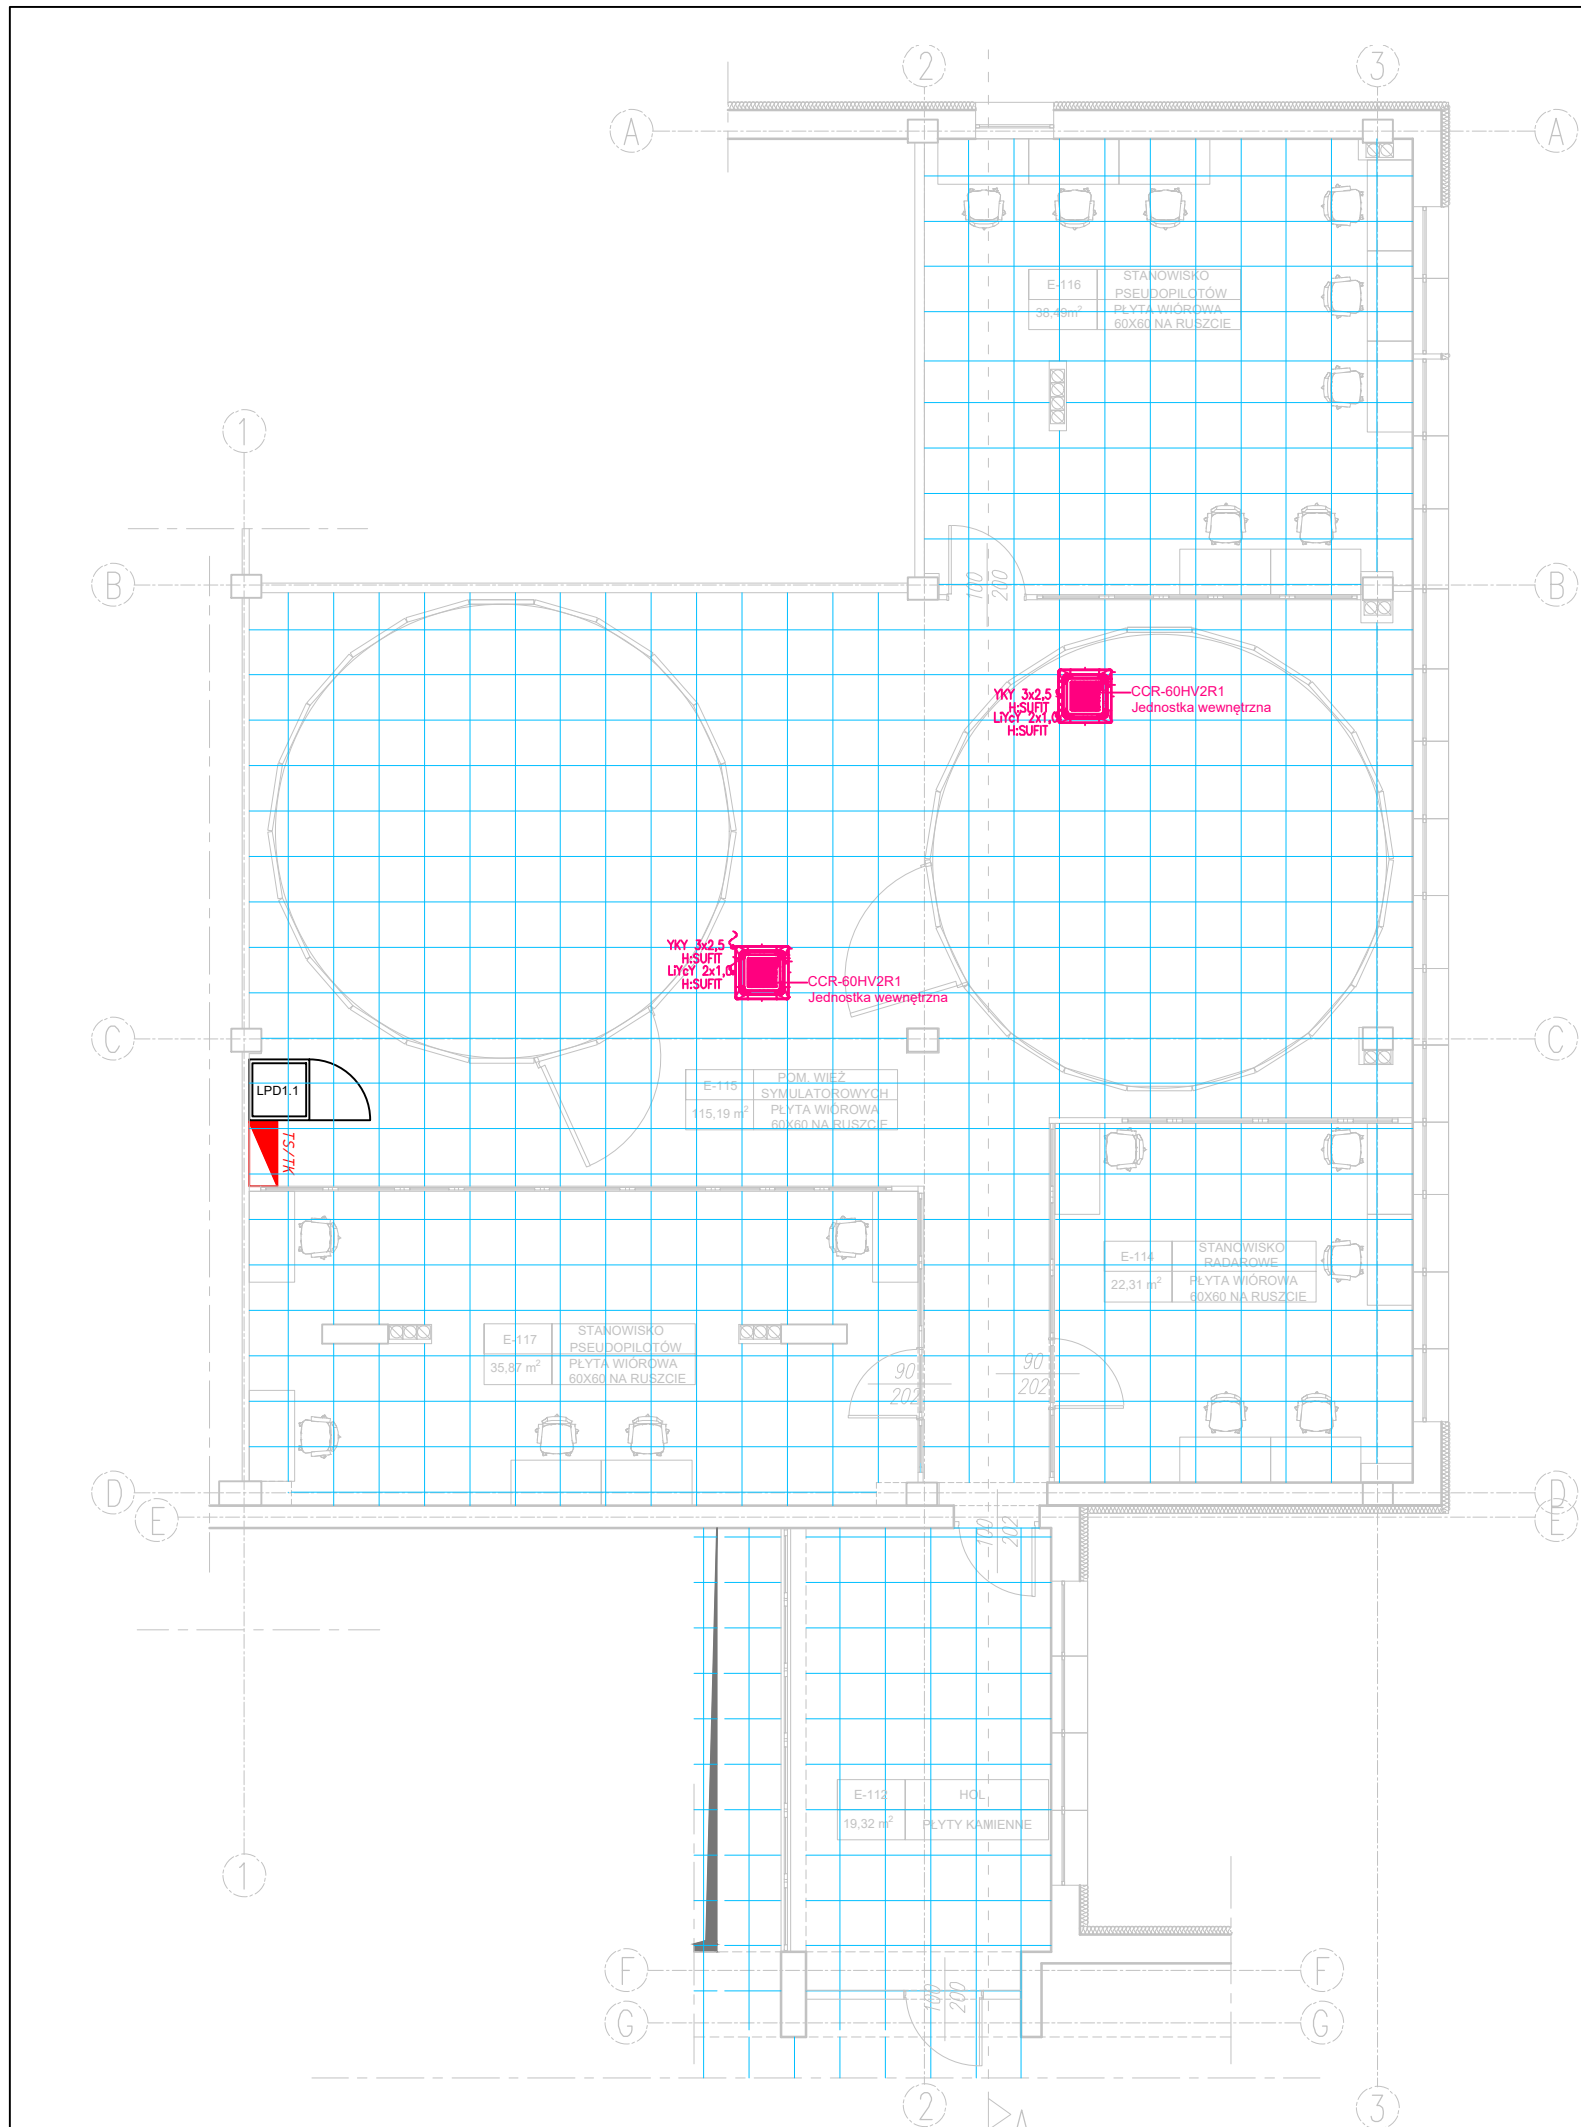 2
3
A
A
E-116
STANOWISKO
PSEUDOPILOTÓW
38,49m²
PŁYTA WIÓROWA
60X60 NA RUSZCIE
1
B
100
200
B
YKY 3x2,5
H:SUFIT
LiYcY 2x1,0
H:SUFIT
CCR-60HV2R1
Jednostka wewnętrzna
YKY 3x2,5
H:SUFIT
LiYcY 2x1,0
H:SUFIT
CCR-60HV2R1
Jednostka wewnętrzna
C
C
LPD1.1
TS/TK
E-115
POM. WIEŻ
SYMULATOROWYCH
115,19 m²
PŁYTA WIÓROWA
60X60 NA RUSZCIE
E-114
STANOWISKO
RADAROWE
22,31 m²
PŁYTA WIÓROWA
60X60 NA RUSZCIE
E-117
STANOWISKO
PSEUDOPILOTÓW
35,87 m²
PŁYTA WIÓROWA
60X60 NA RUSZCIE
90
202
90
202
D
D
E
E
100
202
E-112
HOL
19,32 m²
PŁYTY KAMIENNE
1
F
F
100
200
G
G
2
3
A